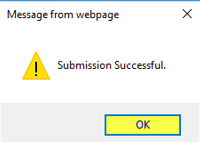 Message from webpage
Submission Successful.
OK